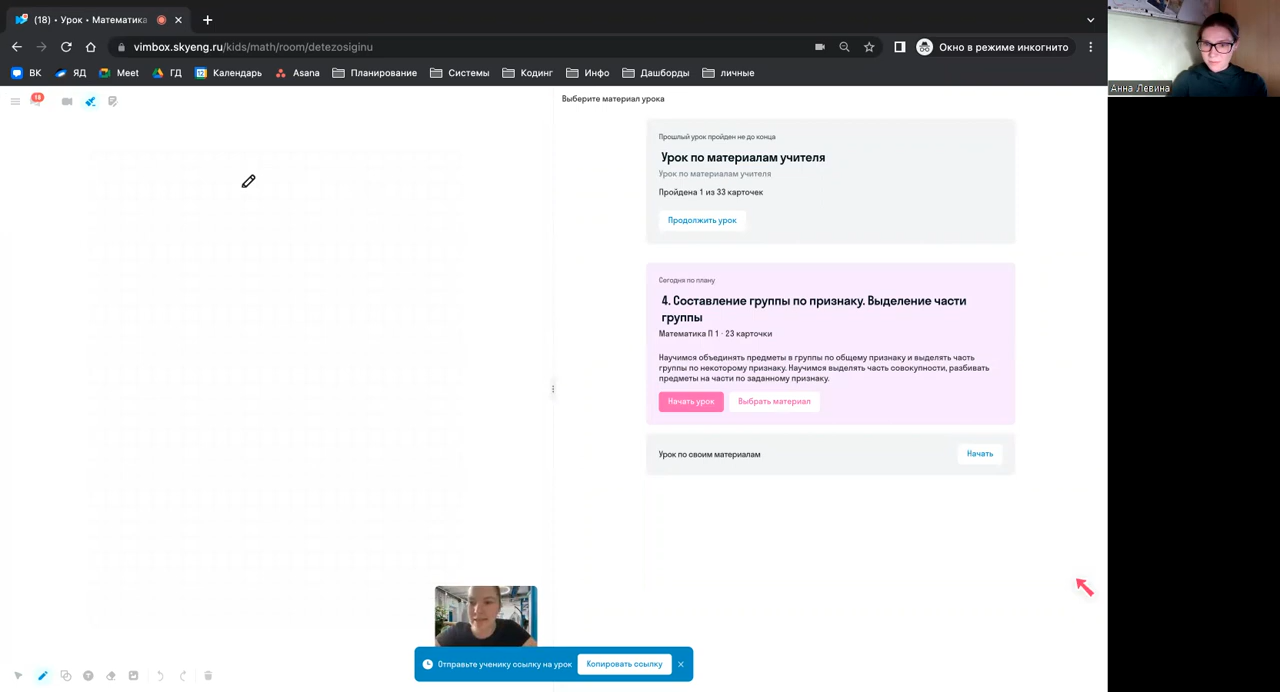 (18) • Урок • Математика
vimbox.skyeng.ru/kids/math/room/detezosiginu
Окно в режиме инкогнито
ВК
ЯД
Meet
ГД
Календарь
Asana
Планирование
Системы
Кодинг
Инфо
Дашборды
личные
Анна Левина
18
Выберите материал урока
Прошлый урок пройден не до конца
Урок по материалам учителя
Урок по материалам учителя
Пройдена 1 из 33 карточек
Продолжить урок
Сегодня по плану
4. Составление группы по признаку. Выделение части
группы
Математика П 1 · 23 карточки
Научимся объединять предметы в группы по общему признаку и выделять часть
группы по некоторому признаку. Научимся выделять часть совокупности, разбивать
предметы на части по заданному признаку.
Начать урок
Выбрать материал
Урок по своим материалам
Начать
Отправьте ученику ссылку на урок
Копировать ссылку